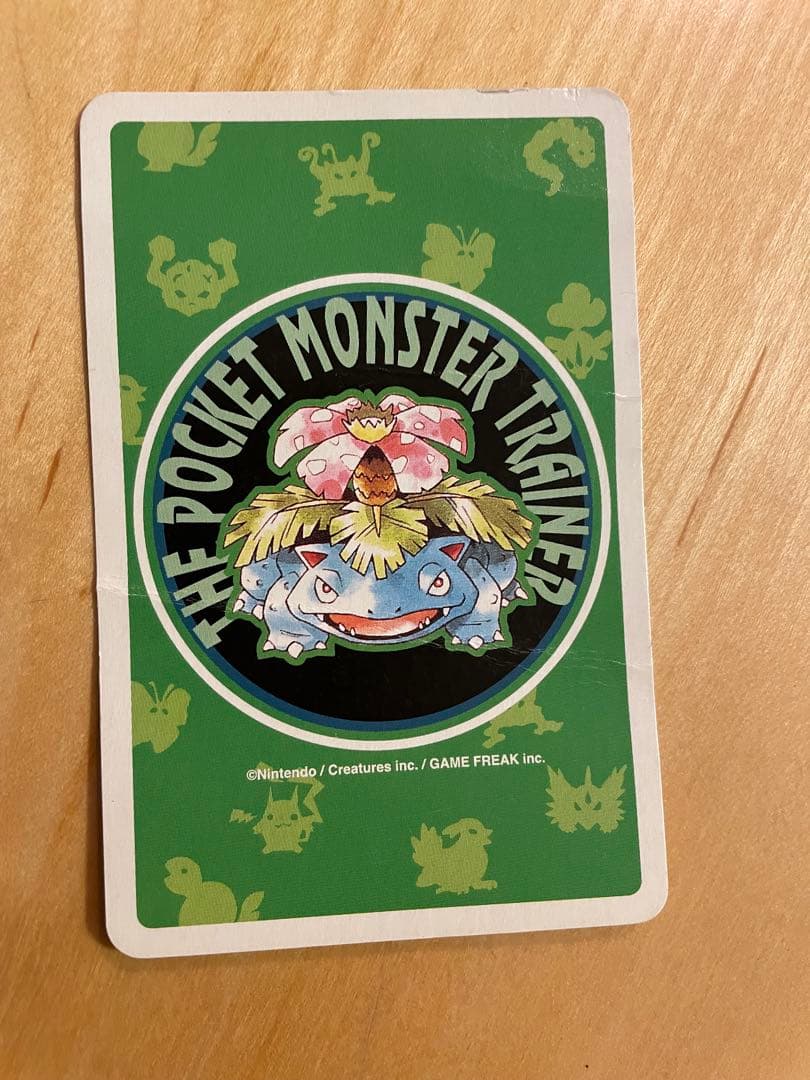 THE POCKET MONSTER TRAINER
©Nintendo / Creatures inc. / GAME FREAK inc.